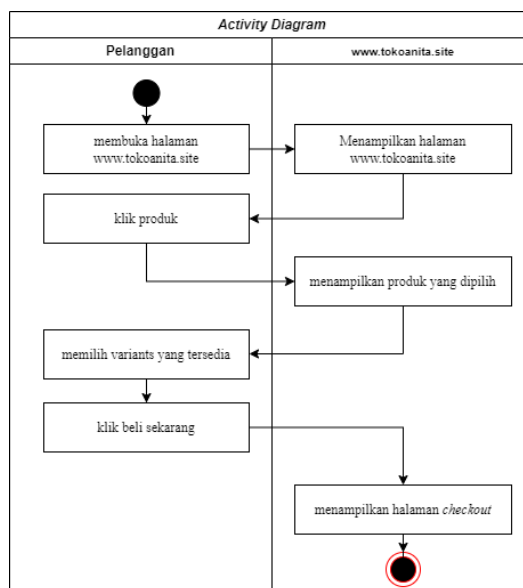 Activity Diagram
Pelanggan
www.tokoanita.site
membuka halaman
www.tokoanita.site
Menampilkan halaman
www.tokoanita.site
klik produk
menampilkan produk yang dipilih
memilih variants yang tersedia
klik beli sekarang
menampilkan halaman checkout